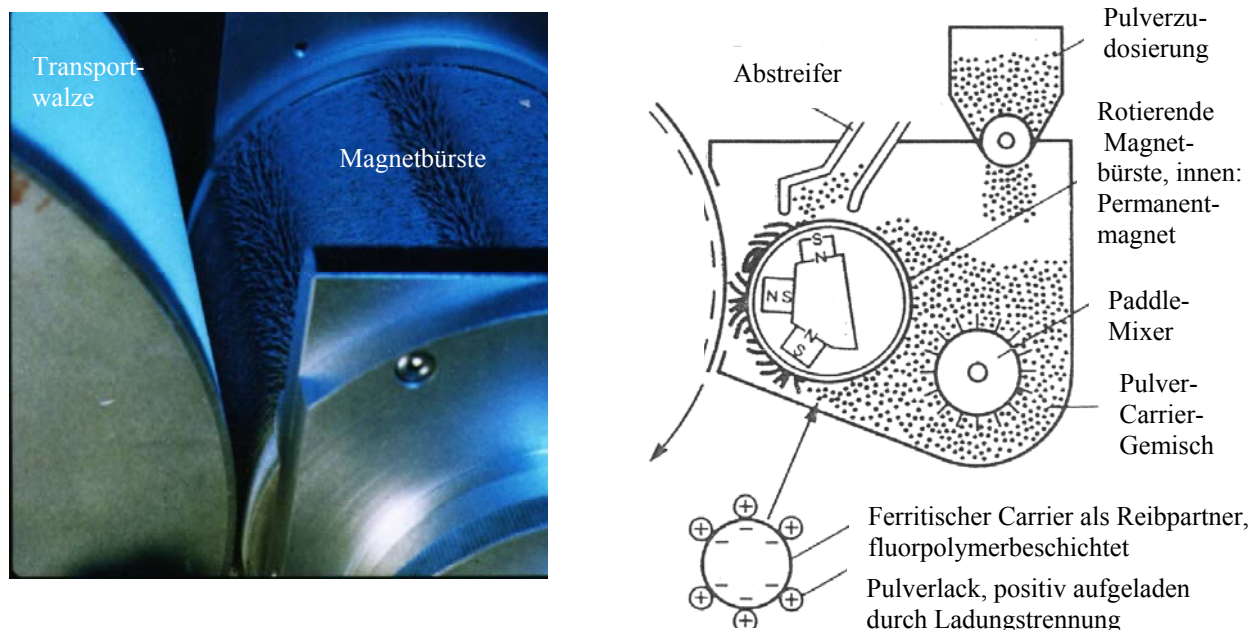 Transport-
walze
Magnetbürste
Abstreifer
Pulverzu-
dosierung
Rotierende
Magnet-
bürste, innen:
Permanent-
magnet
S
N
N S
N
S
Paddle-
Mixer
Pulver-
Carrier-
Gemisch
Ferritischer Carrier als Reibpartner,
fluorpolymerbeschichtet
Pulverlack, positiv aufgeladen
durch Ladungstrennung